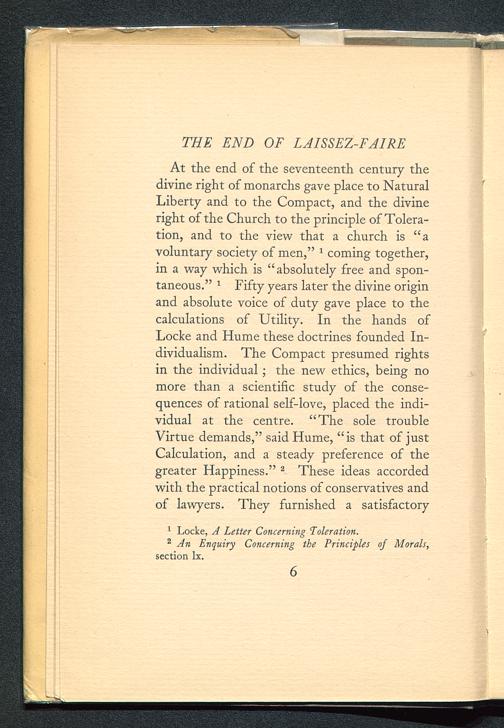 THE END OF LAISSEZ-FAIRE
At the end of the seventeenth century the
divine right of monarchs gave place to Natural
Liberty and to the Compact, and the divine
right of the Church to the principle of Tolera-
tion, and to the view that a church is “a
voluntary society of men,” ¹ coming together,
in a way which is “absolutely free and spon-
taneous.” ¹ Fifty years later the divine origin
and absolute voice of duty gave place to the
calculations of Utility. In the hands of
Locke and Hume these doctrines founded In-
dividualism. The Compact presumed rights
in the individual ; the new ethics, being no
more than a scientific study of the conse-
quences of rational self-love, placed the indi-
vidual at the centre. “The sole trouble
Virtue demands,” said Hume, “is that of just
Calculation, and a steady preference of the
greater Happiness.” ² These ideas accorded
with the practical notions of conservatives and
of lawyers. They furnished a satisfactory
¹ Locke, A Letter Concerning Toleration.
² An Enquiry Concerning the Principles of Morals,
section lx.
6